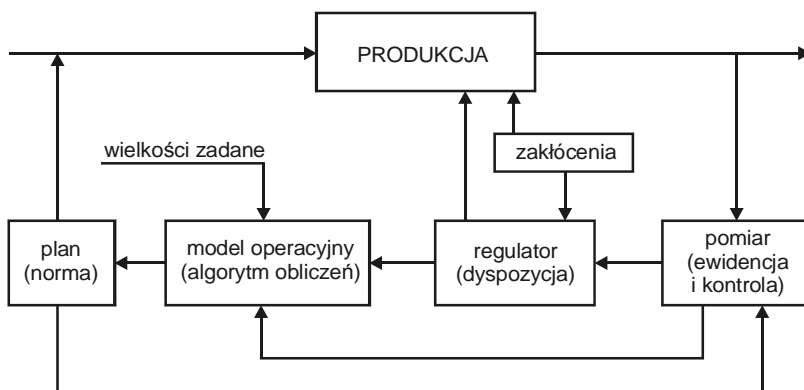 PRODUKCJA
wielkości zadane
zakłócenia
plan
(norma)
model operacyjny
(algorytm obliczeń)
regulator
(dyspozycja)
pomiar
(ewidencja
i kontrola)